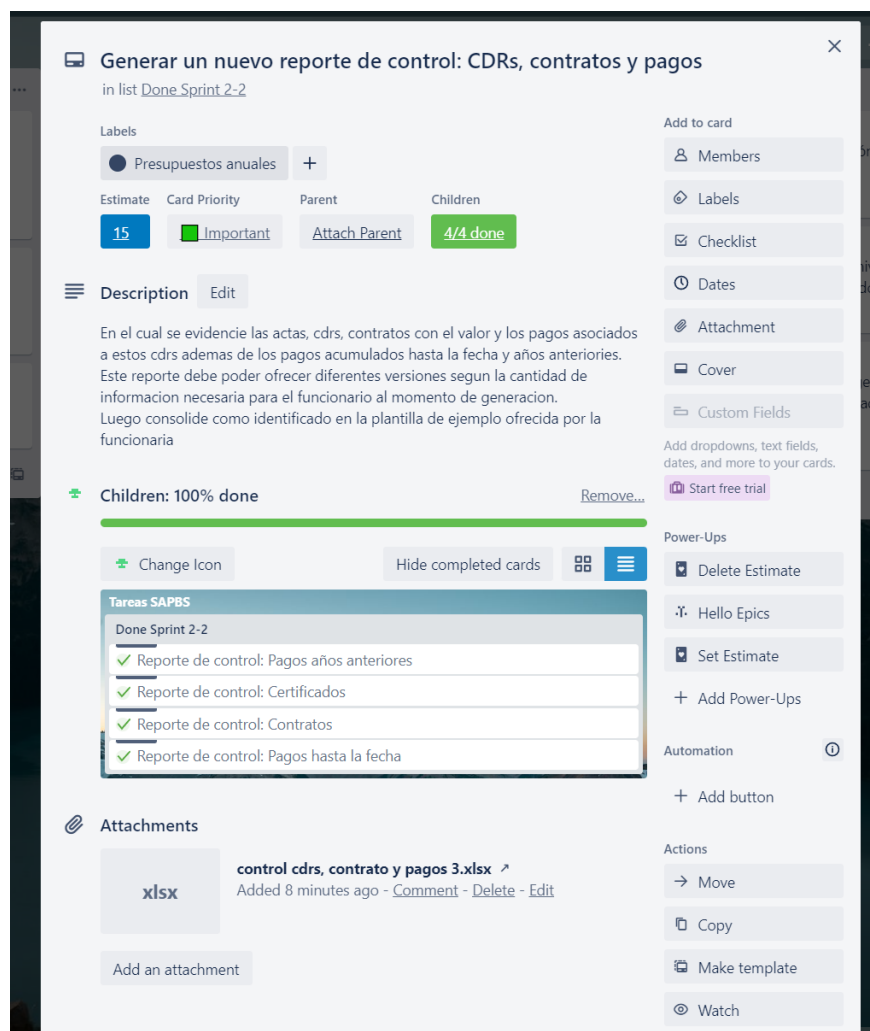 Generar un nuevo reporte de control: CDRs, contratos y pagos
in list Done Sprint 2-2
Labels
Presupuestos anuales
Estimate Card Priority Parent Children
15 Important Attach Parent 4/4 done
Description Edit
En el cual se evidencie las actas, cdrs, contratos con el valor y los pagos asociados
a estos cdrs ademas de los pagos acumulados hasta la fecha y años anteriories.
Este reporte debe poder ofrecer diferentes versiones segun la cantidad de
informacion necesaria para el funcionario al momento de generacion.
Luego consolide como identificado en la plantilla de ejemplo ofrecida por la
funcionaria
Children: 100% done Remove...
Change Icon Hide completed cards
Tareas SAPBS
Done Sprint 2-2
Reporte de control: Pagos años anteriores
Reporte de control: Certificados
Reporte de control: Contratos
Reporte de control: Pagos hasta la fecha
Attachments
xlsx
control cdrs, contrato y pagos 3.xlsx ↗
Added 8 minutes ago - Comment - Delete - Edit
Add an attachment
Add to card
Members
Labels
Checklist
Dates
Attachment
Cover
Custom Fields
Add dropdowns, text fields,
dates, and more to your cards.
Start free trial
Power-Ups
Delete Estimate
Hello Epics
Set Estimate
+ Add Power-Ups
Automation
+ Add button
Actions
→ Move
Copy
Make template
Watch